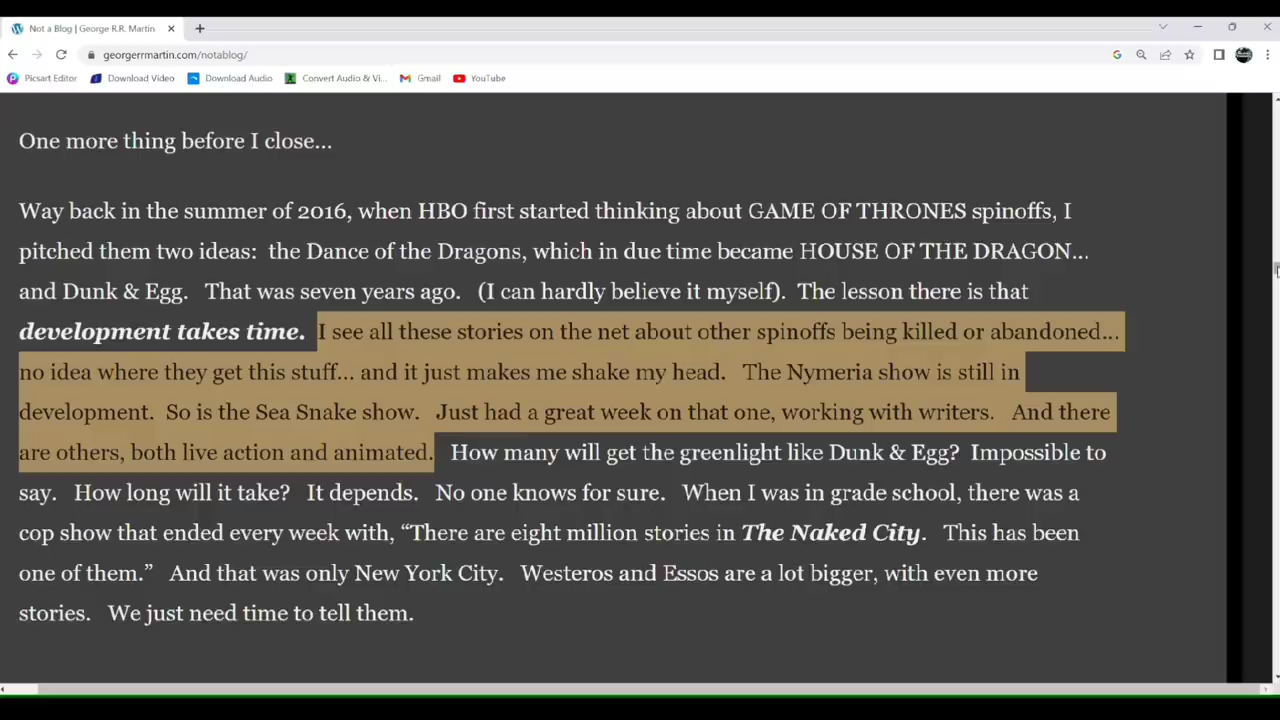 Not a Blog | George R.R. Martin
georgerrmartin.com/notablog/
Picsart Editor Download Video Download Audio Convert Audio & Vi... Gmail YouTube
One more thing before I close…
Way back in the summer of 2016, when HBO first started thinking about GAME OF THRONES spinoffs, I
pitched them two ideas: the Dance of the Dragons, which in due time became HOUSE OF THE DRAGON…
and Dunk & Egg. That was seven years ago. (I can hardly believe it myself). The lesson there is that
development takes time. I see all these stories on the net about other spinoffs being killed or abandoned…
no idea where they get this stuff… and it just makes me shake my head. The Nymeria show is still in
development. So is the Sea Snake show. Just had a great week on that one, working with writers. And there
are others, both live action and animated. How many will get the greenlight like Dunk & Egg? Impossible to
say. How long will it take? It depends. No one knows for sure. When I was in grade school, there was a
cop show that ended every week with, “There are eight million stories in The Naked City. This has been
one of them.” And that was only New York City. Westeros and Essos are a lot bigger, with even more
stories. We just need time to tell them.